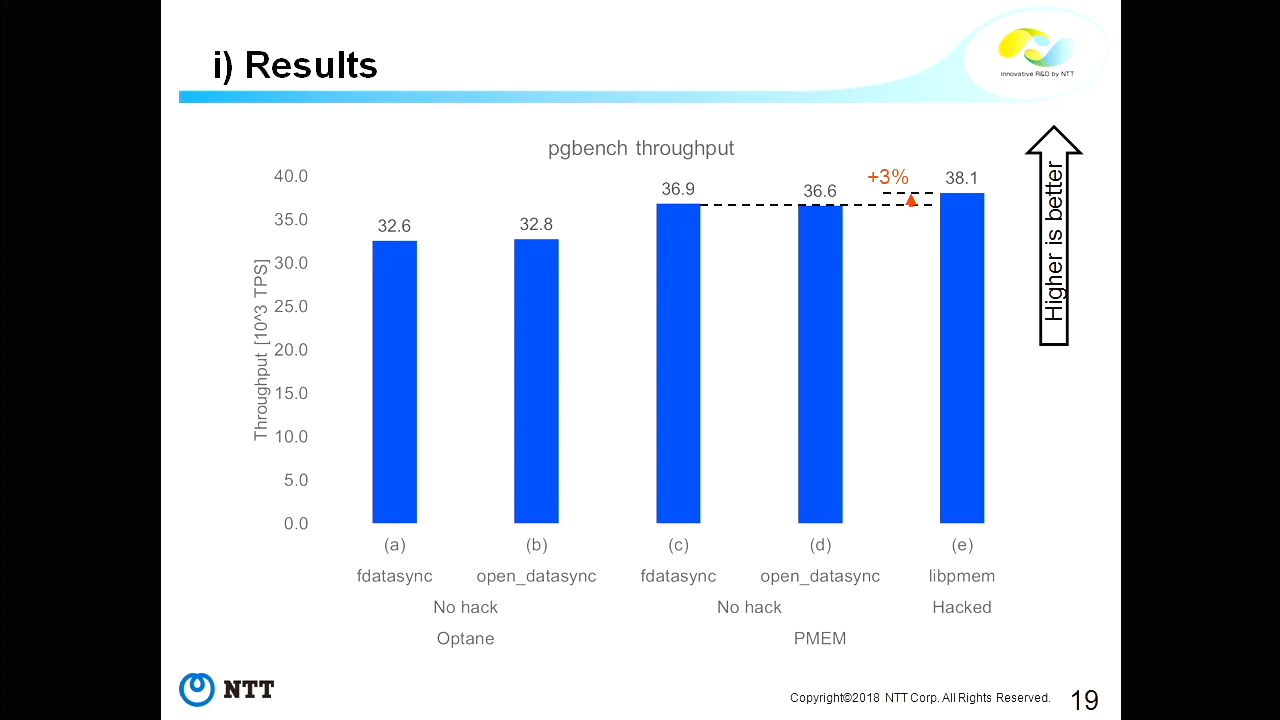 i) Results
Innovative R&D by NTT
pgbench throughput
Higher is better
Throughput [10^3 TPS]
40.0
35.0
30.0
25.0
20.0
15.0
10.0
5.0
0.0
32.6
32.8
36.9
36.6
+3%
38.1
(a) (b) (c) (d) (e)
fdatasync open_datasync fdatasync open_datasync libpmem
No hack No hack Hacked
Optane PMEM
NTT
Copyright©2018 NTT Corp. All Rights Reserved.
19